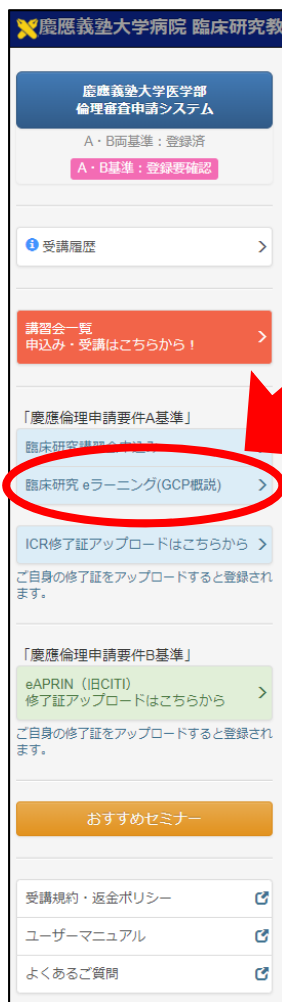 慶應義塾大学病院 臨床研究教
慶應義塾大学医学部
倫理審査申請システム
A・B両基準：登録済
A・B基準：登録要確認
受講履歴
講習会一覧
申込み・受講はこちらから！
「慶應倫理申請要件A基準」
臨床研究講習会申込み
臨床研究 eラーニング(GCP概説)
ICR修了証アップロードはこちらから
ご自身の修了証をアップロードすると登録され
ます。
「慶應倫理申請要件B基準」
eAPRIN（旧CITI）
修了証アップロードはこちらから
ご自身の修了証をアップロードすると登録され
ます。
おすすめセミナー
受講規約・返金ポリシー
ユーザーマニュアル
よくあるご質問